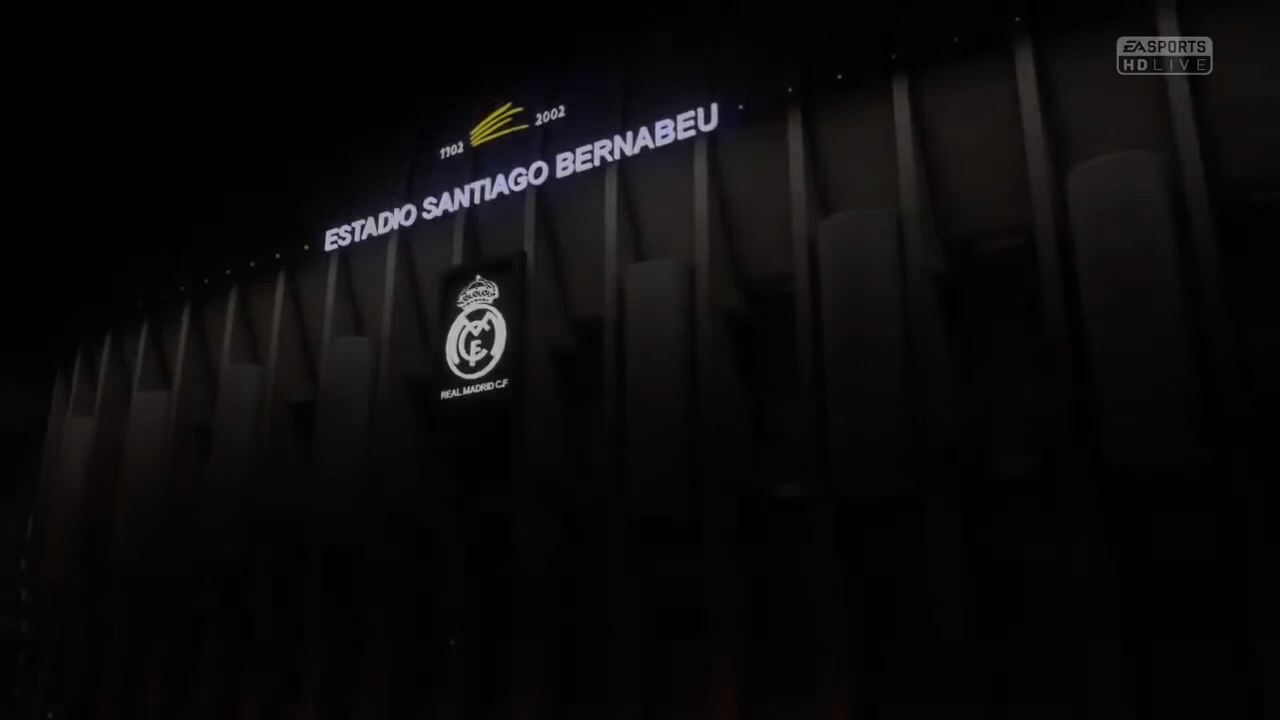 EA SPORTS
HD LIVE
1902 2002
ESTADIO SANTIAGO BERNABEU
REAL MADRID C.F